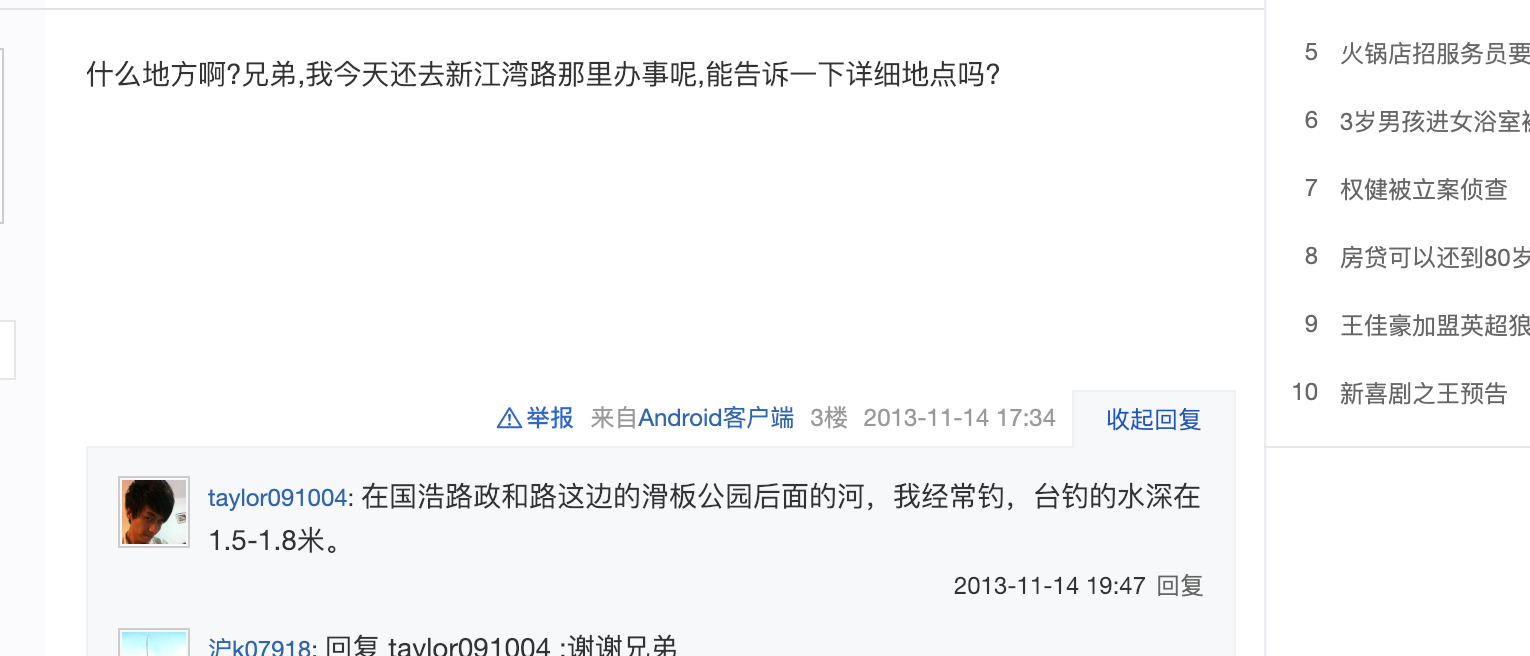 什么地方啊?兄弟,我今天还去新江湾路那里办事呢,能告诉一下详细地点吗?
举报 来自Android客户端 3楼 2013-11-14 17:34 收起回复
taylor091004: 在国浩路政和路这边的滑板公园后面的河，我经常钓，台钓的水深在
1.5-1.8米。
2013-11-14 19:47 回复
沪k07918: 回复 taylor091004 :谢谢兄弟
5 火锅店招服务员要
6 3岁男孩进女浴室被
7 权健被立案侦查
8 房贷可以还到80岁
9 王佳豪加盟英超狼
10 新喜剧之王预告